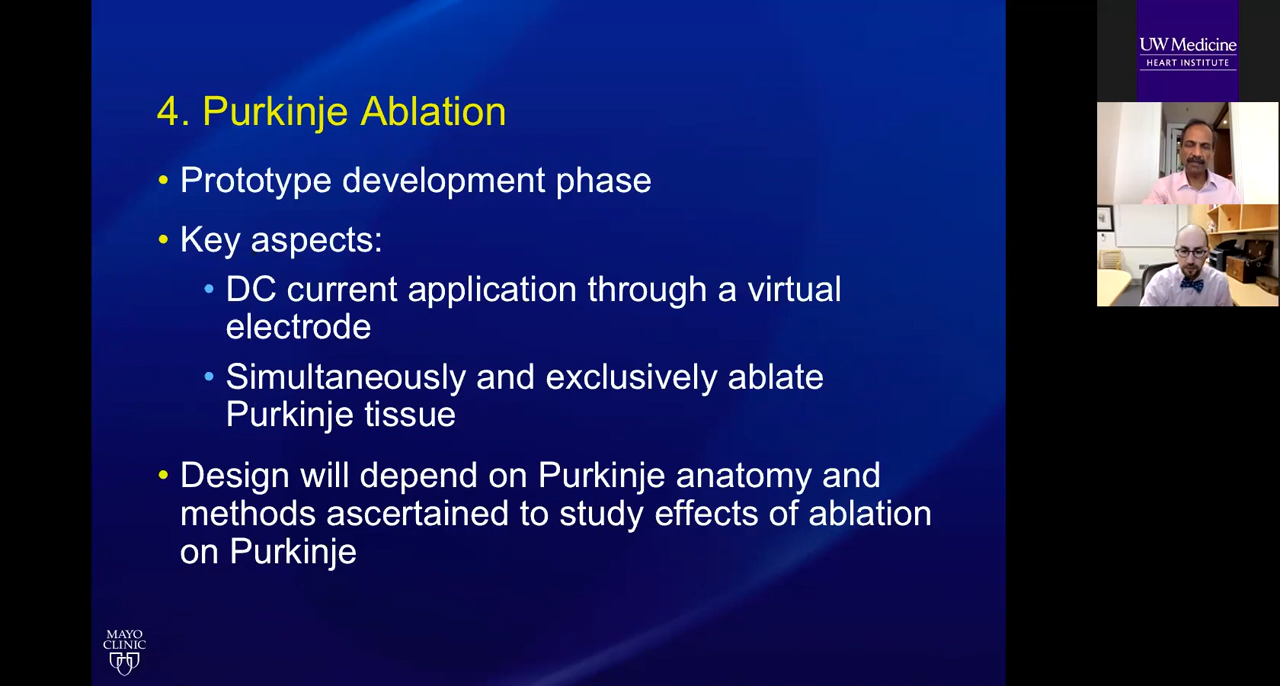 4. Purkinje Ablation
• Prototype development phase
• Key aspects:
• DC current application through a virtual
electrode
• Simultaneously and exclusively ablate
Purkinje tissue
• Design will depend on Purkinje anatomy and
methods ascertained to study effects of ablation
on Purkinje
MAYO
CLINIC
UW Medicine
HEART INSTITUTE